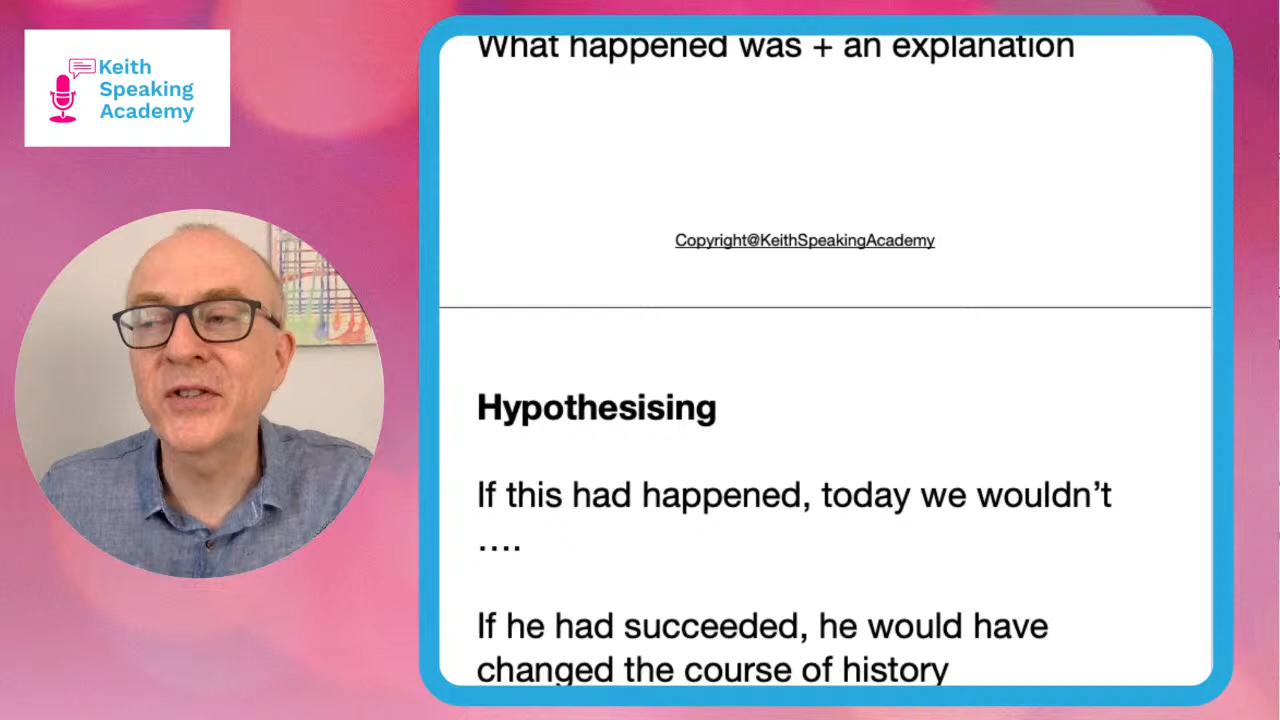 Keith
Speaking
Academy
What happened was + an explanation
Copyright@KeithSpeakingAcademy
Hypothesising
If this had happened, today we wouldn’t
….
If he had succeeded, he would have
changed the course of history